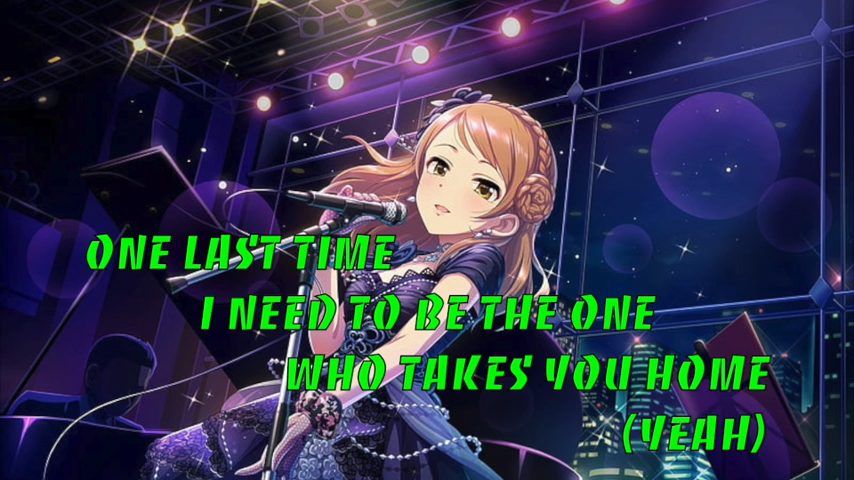 ONE LAST TIME
I NEED TO BE THE ONE
WHO TAKES YOU HOME
(YEAH)